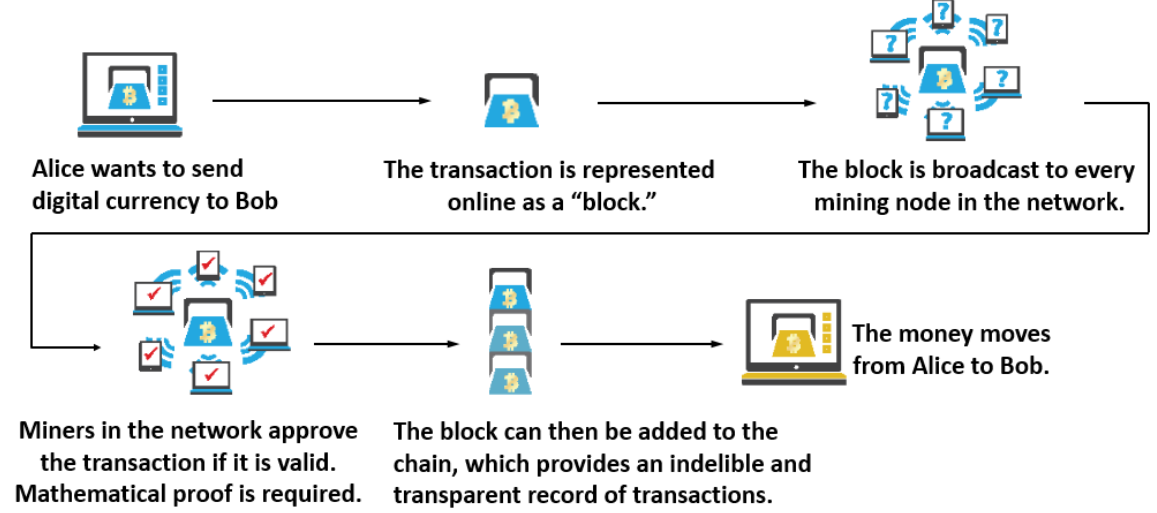 Alice wants to send
digital currency to Bob
The transaction is represented
online as a “block.”
The block is broadcast to every
mining node in the network.
Miners in the network approve
the transaction if it is valid.
Mathematical proof is required.
The block can then be added to the
chain, which provides an indelible and
transparent record of transactions.
The money moves
from Alice to Bob.